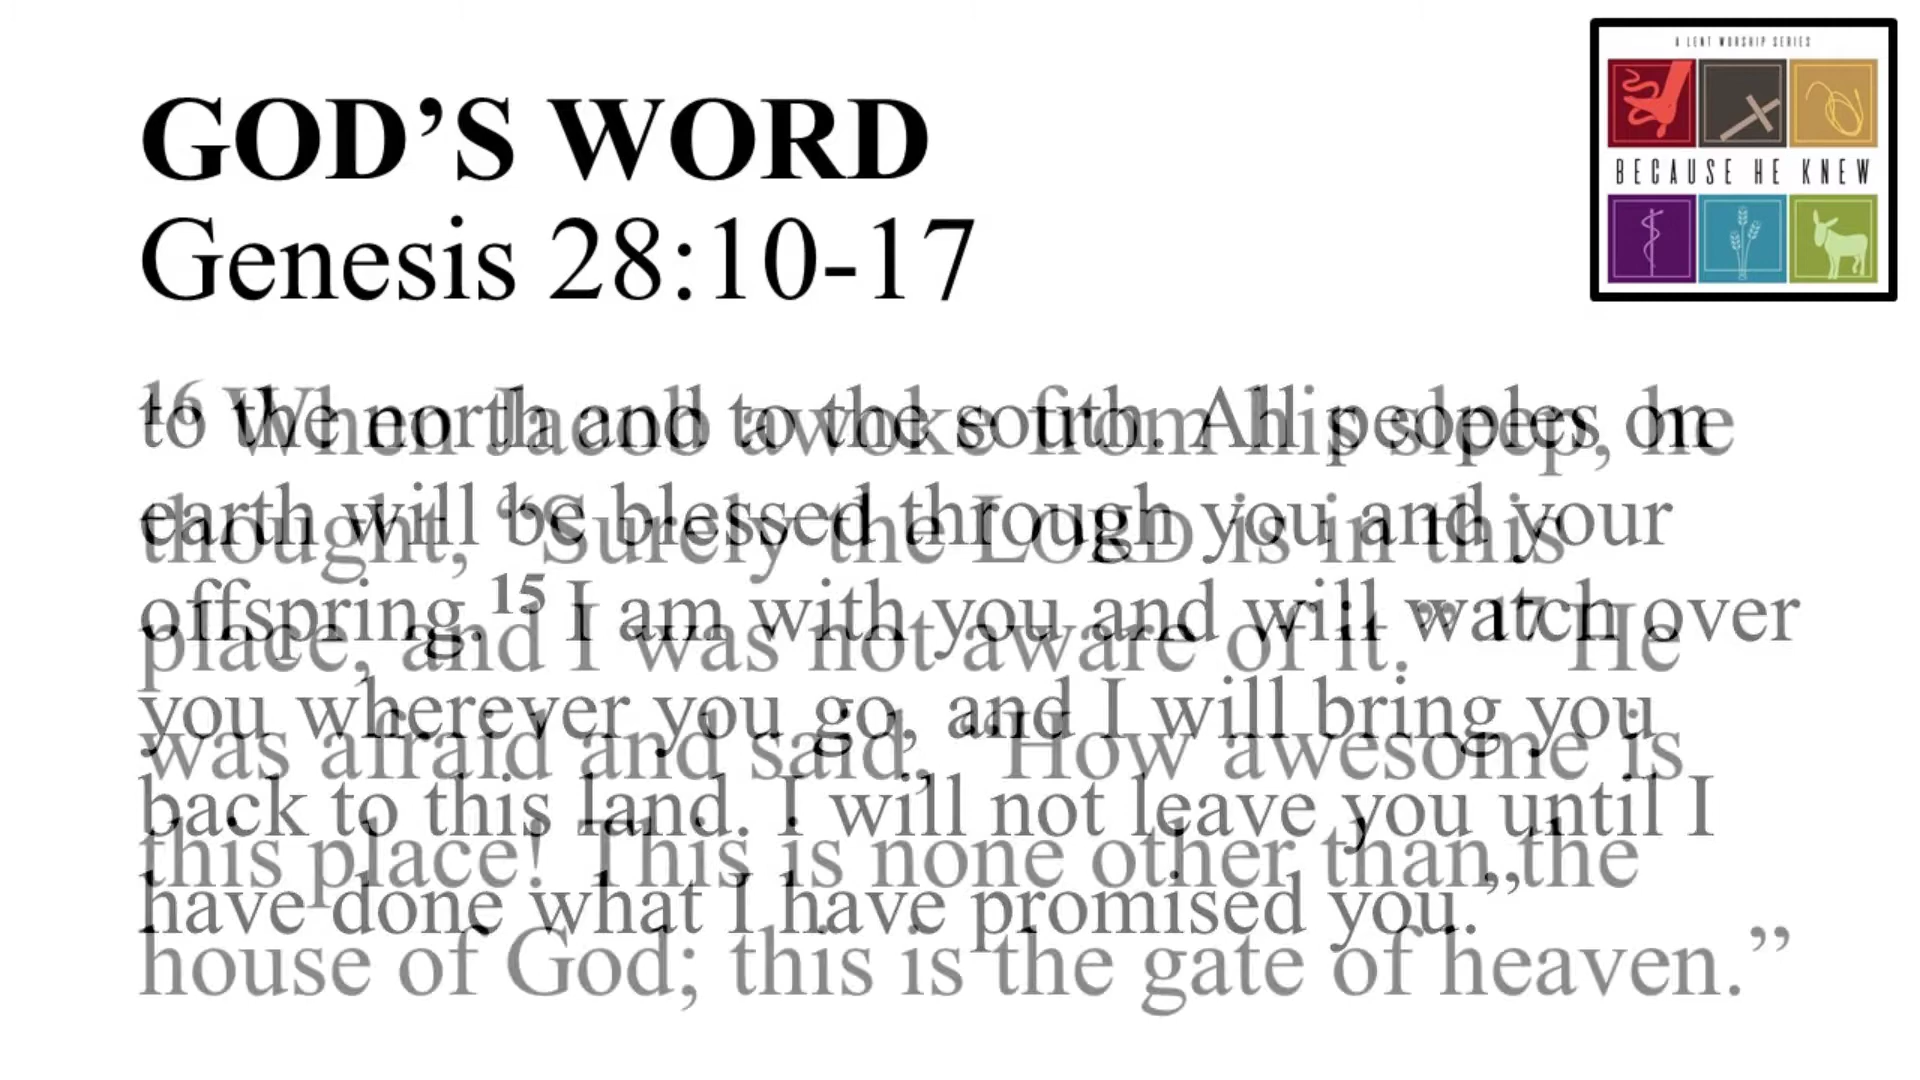 A LENT WORSHIP SERIES
BECAUSE HE KNEW
GOD’S WORD
Genesis 28:10-17
to the north and to the south. All peoples on
earth will be blessed through you and your
offspring. 15 I am with you and will watch over
you wherever you go, and I will bring you
back to this land. I will not leave you until I
have done what I have promised you.”
16 When Jacob awoke from his sleep, he
thought, “Surely the LORD is in this
place, and I was not aware of it.” 17 He
was afraid and said, “How awesome is
this place! This is none other than the
house of God; this is the gate of heaven.”